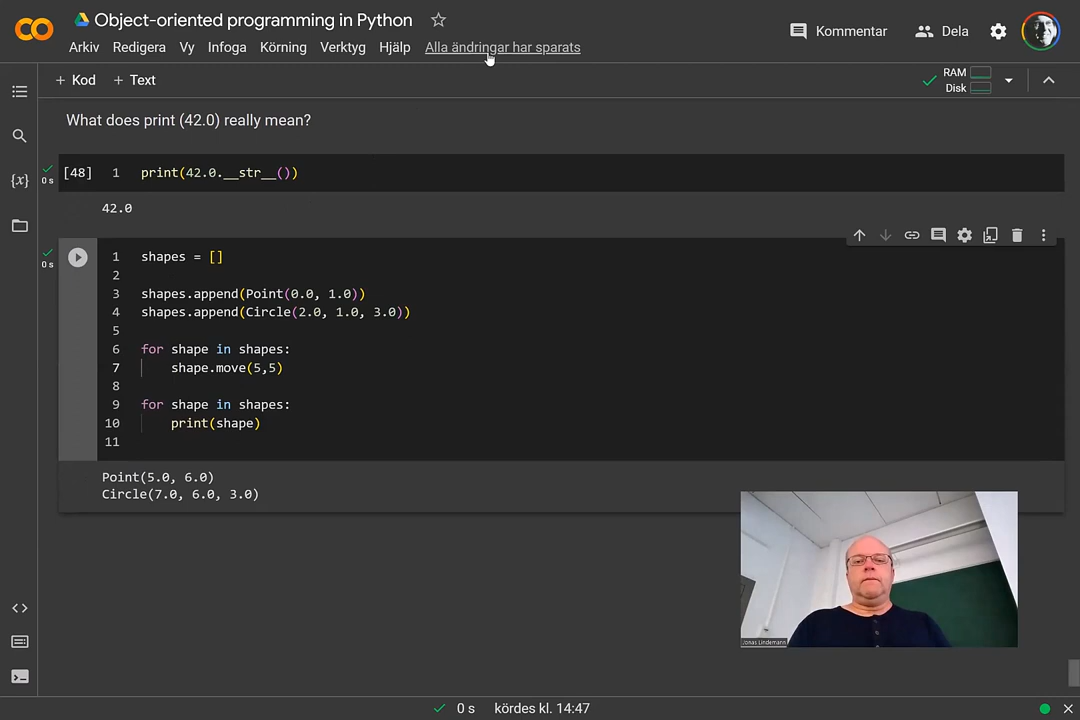 Object-oriented programming in Python
Arkiv Redigera Vy Infoga Körning Verktyg Hjälp Alla ändringar har sparats
Kommentar Dela
+ Kod + Text
RAM
Disk
What does print (42.0) really mean?
0 s [48] 1 print(42.0.__str__())
42.0
0 s
1 shapes = []
2
3 shapes.append(Point(0.0, 1.0))
4 shapes.append(Circle(2.0, 1.0, 3.0))
5
6 for shape in shapes:
7 shape.move(5,5)
8
9 for shape in shapes:
10 print(shape)
11
Point(5.0, 6.0)
Circle(7.0, 6.0, 3.0)
Jonas Lindemann
0 s kördes kl. 14:47